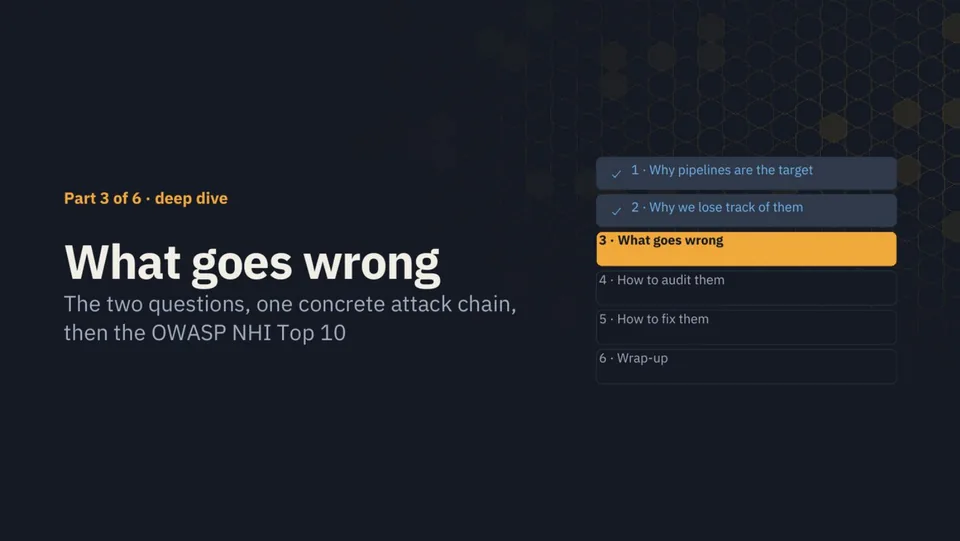 Part 3 of 6 · deep dive
What goes wrong
The two questions, one concrete attack chain,
then the OWASP NHI Top 10
✓ 1 · Why pipelines are the target
✓ 2 · Why we lose track of them
3 · What goes wrong
4 · How to audit them
5 · How to fix them
6 · Wrap-up